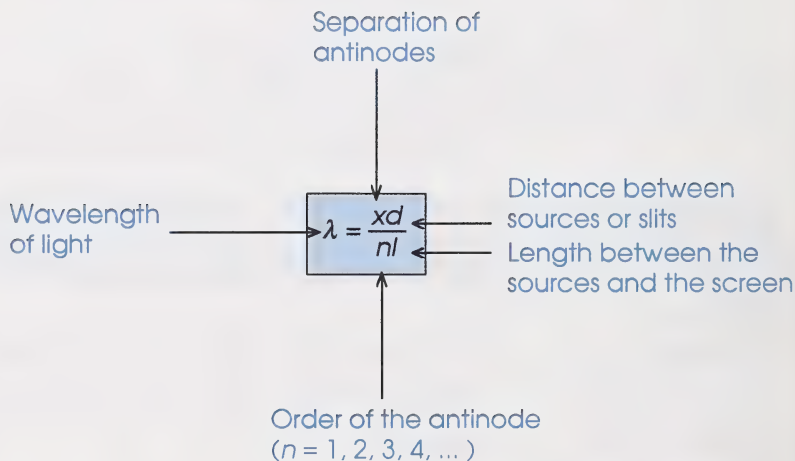 Separation of
antinodes
Wavelength
of light
λ = xd/nl
Distance between
sources or slits
Length between the
sources and the screen
Order of the antinode
(n = 1, 2, 3, 4, ... )